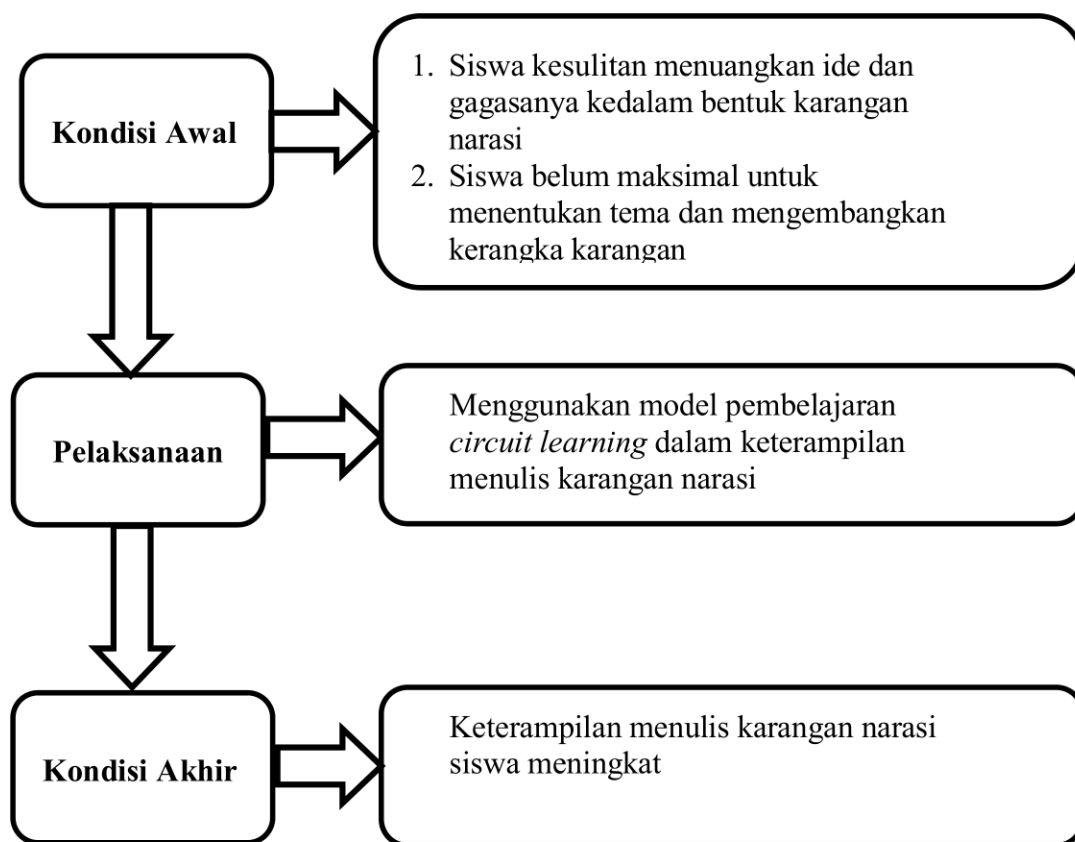 Kondisi Awal
1. Siswa kesulitan menuangkan ide dan
gagasanya kedalam bentuk karangan
narasi
2. Siswa belum maksimal untuk
menentukan tema dan mengembangkan
kerangka karangan
Pelaksanaan
Menggunakan model pembelajaran
circuit learning dalam keterampilan
menulis karangan narasi
Kondisi Akhir
Keterampilan menulis karangan narasi
siswa meningkat